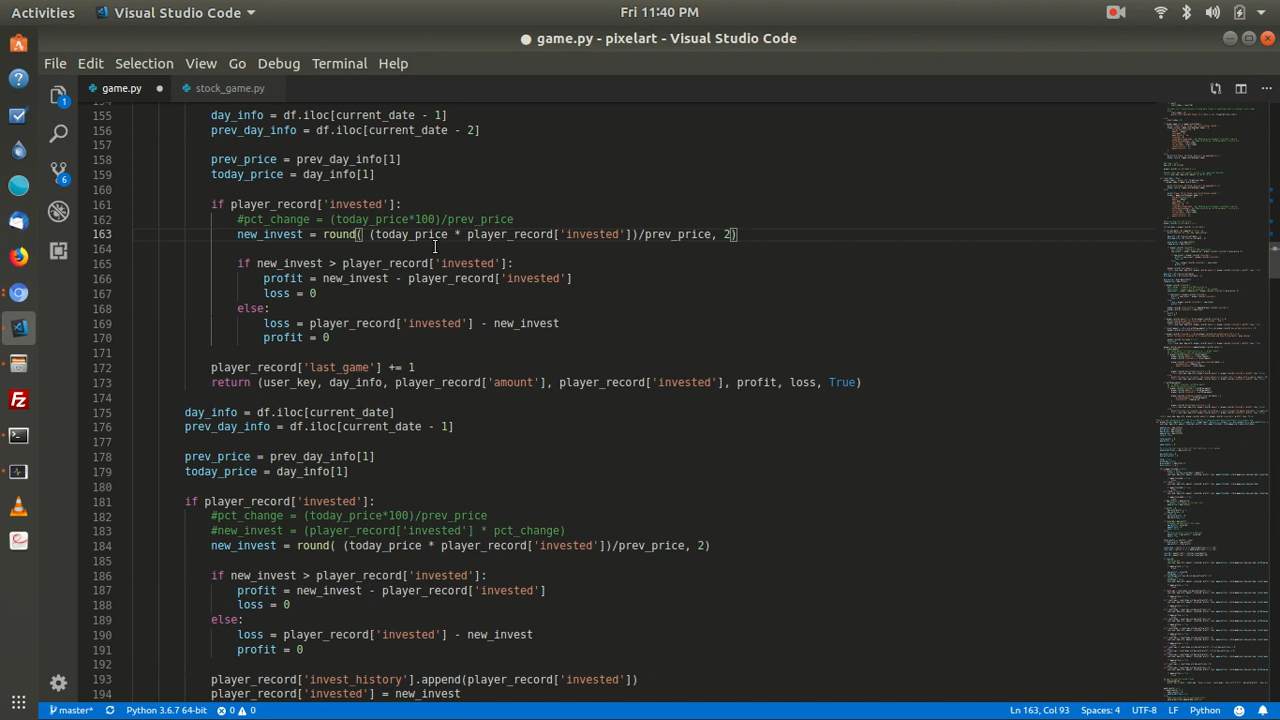 Activities Visual Studio Code Fri 11:40 PM
game.py - pixelart - Visual Studio Code
File Edit Selection View Go Debug Terminal Help
game.py stock_game.py
155 day_info = df.iloc[current_date - 1]
156 prev_day_info = df.iloc[current_date - 2]
157
158 prev_price = prev_day_info[1]
159 today_price = day_info[1]
160
161 if player_record['invested']:
162 #pct_change = (today_price*100)/prev_price
163 new_invest = round( (today_price * player_record['invested'])/prev_price, 2)
164
165 if new_invest > player_record['invested']:
166 profit = new_invest - player_record['invested']
167 loss = 0
168 else:
169 loss = player_record['invested'] - new_invest
170 profit = 0
171
172 player_record['last_game'] += 1
173 return (user_key, day_info, player_record['amount'], player_record['invested'], profit, loss, True)
174
175 day_info = df.iloc[current_date]
176 prev_day_info = df.iloc[current_date - 1]
177
178 prev_price = prev_day_info[1]
179 today_price = day_info[1]
180
181 if player_record['invested']:
182 #pct_change = (today_price*100)/prev_price
183 #new_invest = (player_record['invested'] * pct_change)
184 new_invest = round( (today_price * player_record['invested'])/prev_price, 2)
185
186 if new_invest > player_record['invested']:
187 profit = new_invest - player_record['invested']
188 loss = 0
189 else:
190 loss = player_record['invested'] - new_invest
191 profit = 0
192
193 player_record['invest_history'].append(player_record['invested'])
194 player_record['invested'] = new_invest
master* Python 3.6.7 64-bit 0 0 Ln 163, Col 93 Spaces: 4 UTF-8 LF Python